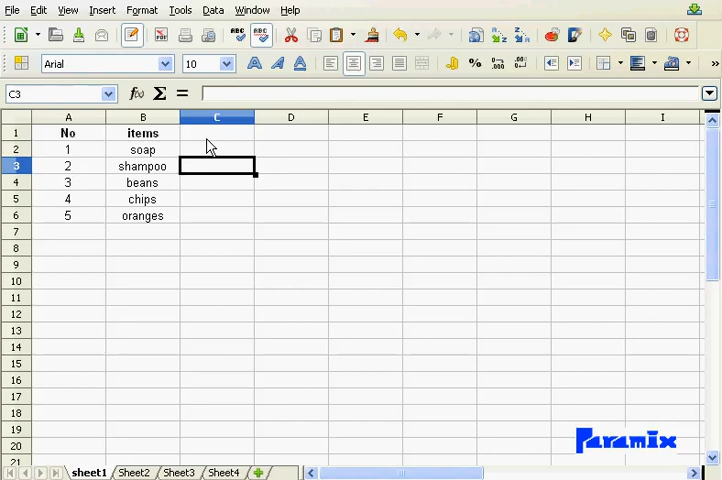 File Edit View Insert Format Tools Data Window Help
ABC ABC
Arial 10 A A A %
C3 f(x) Σ =
A B C D E F G H I
1 No items
2 1 soap
3 2 shampoo
4 3 beans
5 4 chips
6 5 oranges
7
8
9
10
11
12
13
14
15
16
17
18
19
20
21
Paramix
sheet1 Sheet2 Sheet3 Sheet4